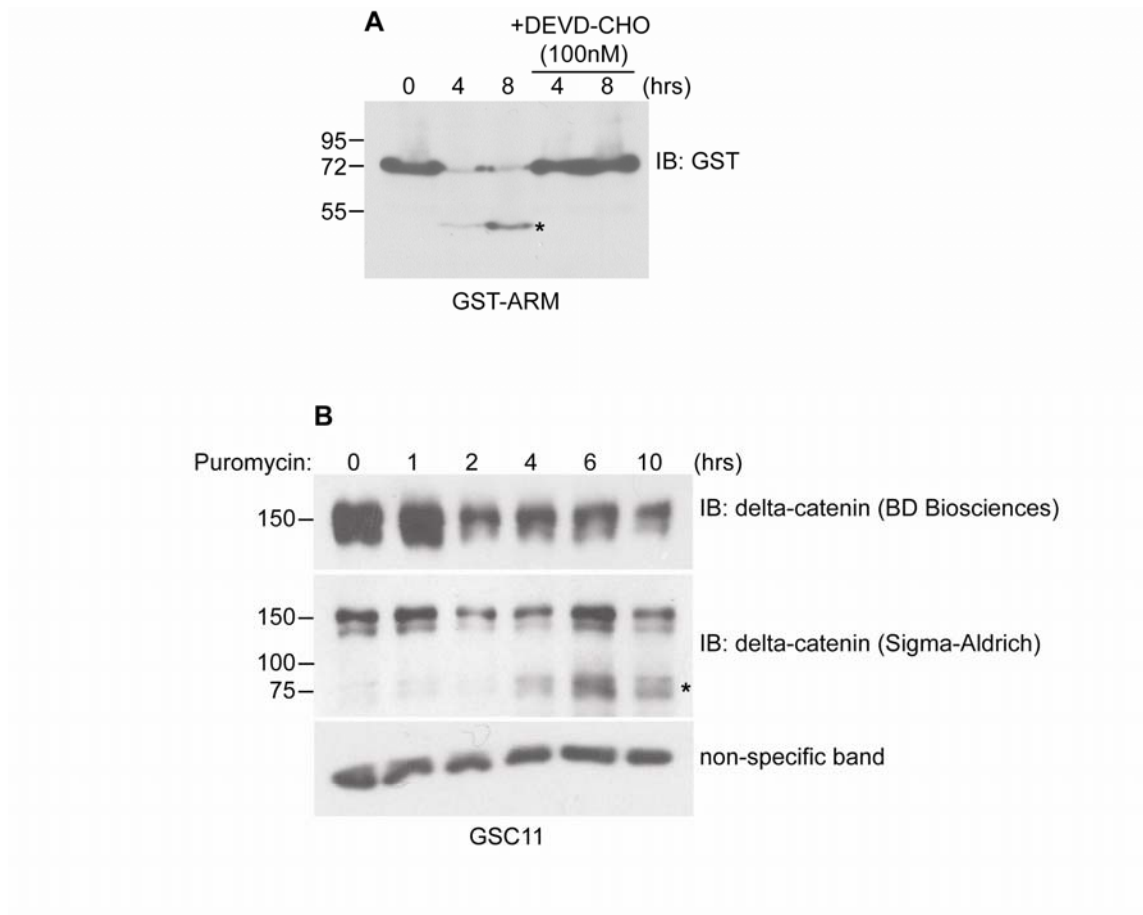 A
+DEVD-CHO
(100nM)
0 4 8 4 8 (hrs)
95
72
55
IB: GST
*
GST-ARM
B
Puromycin: 0 1 2 4 6 10 (hrs)
150
IB: delta-catenin (BD Biosciences)
150
100
75
IB: delta-catenin (Sigma-Aldrich)
*
non-specific band
GSC11